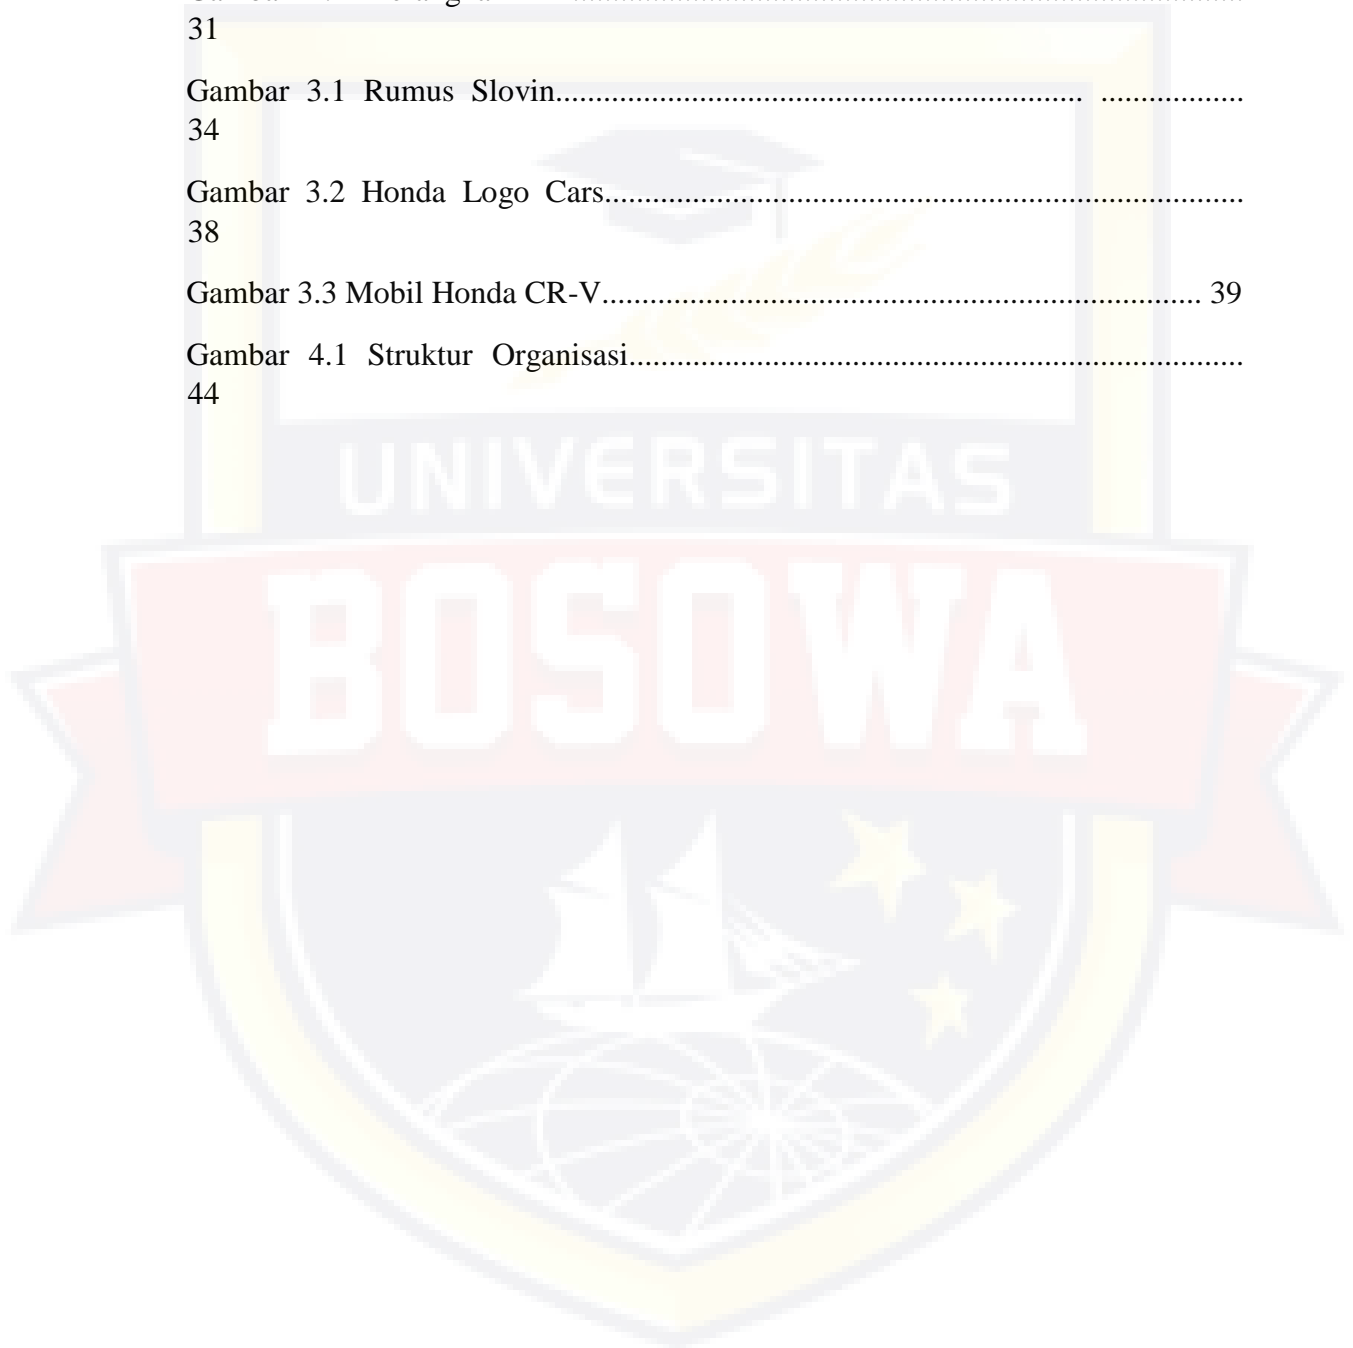 31
Gambar 3.1 Rumus Slovin................................................................. ..................
34
Gambar 3.2 Honda Logo Cars...............................................................................
38
Gambar 3.3 Mobil Honda CR-V.......................................................................... 39
Gambar 4.1 Struktur Organisasi............................................................................
44
UNIVERSITAS
BOSOWA